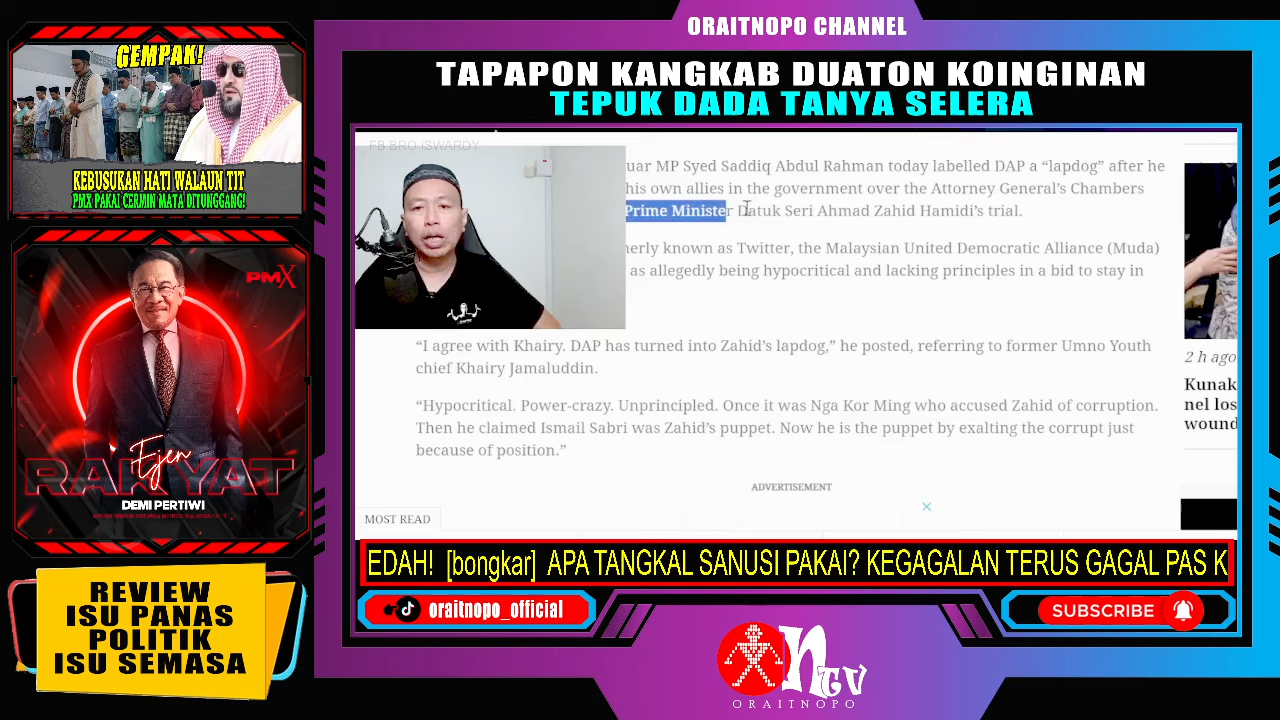 ORAITNOPO CHANNEL
TAPAPON KANGKAB DUATON KOINGINAN
TEPUK DADA TANYA SELERA
GEMPAK!
KEBUSUKAN HATI WALAUN TIT
PMX PAKAI CERMIN MATA DITUNGGANG!
PMX
Ejen
RAKYAT
DEMI PERTIWI
REVIEW
ISU PANAS
POLITIK
ISU SEMASA
FB BRO ISWARDY
uar MP Syed Saddiq Abdul Rahman today labelled DAP a “lapdog” after he
his own allies in the government over the Attorney General’s Chambers
Prime Minister Datuk Seri Ahmad Zahid Hamidi’s trial.
nerly known as Twitter, the Malaysian United Democratic Alliance (Muda)
as allegedly being hypocritical and lacking principles in a bid to stay in
“I agree with Khairy. DAP has turned into Zahid’s lapdog,” he posted, referring to former Umno Youth
chief Khairy Jamaluddin.
“Hypocritical. Power-crazy. Unprincipled. Once it was Nga Kor Ming who accused Zahid of corruption.
Then he claimed Ismail Sabri was Zahid’s puppet. Now he is the puppet by exalting the corrupt just
because of position.”
ADVERTISEMENT
MOST READ
2 h ago
Kunak
nel los
wound
EDAH! [bongkar] APA TANGKAL SANUSI PAKAI? KEGAGALAN TERUS GAGAL PAS K
oraitnopo_official
SUBSCRIBE
ntv
ORAITNOPO